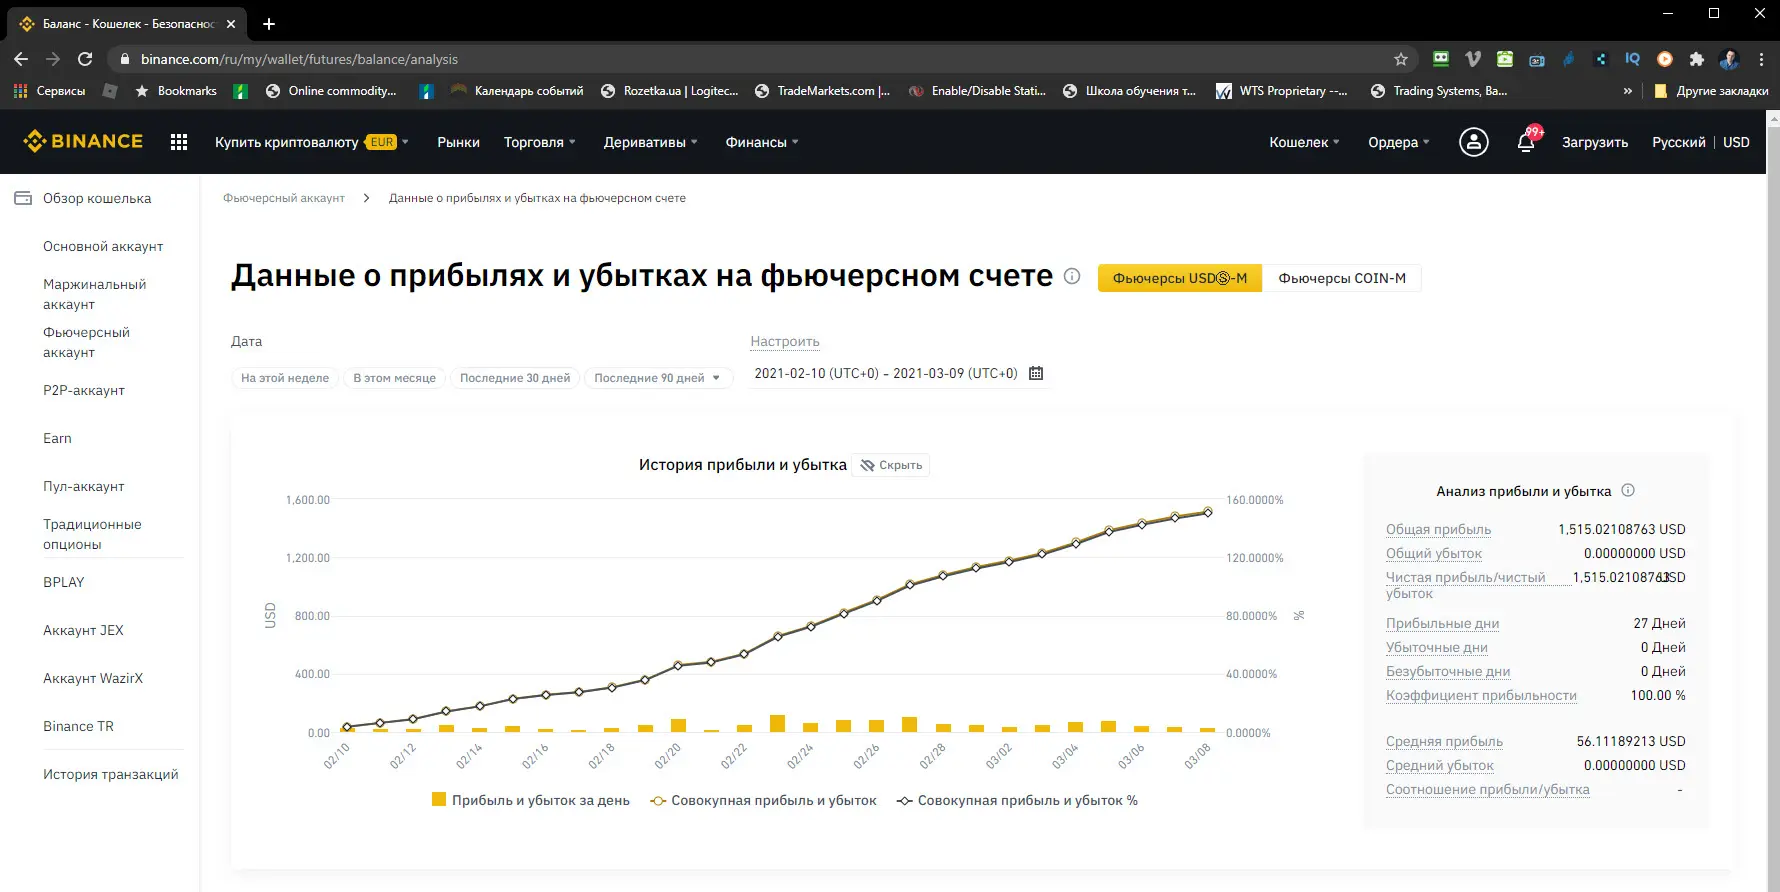 Баланс - Кошелек - Безопаснос
binance.com/ru/my/wallet/futures/balance/analysis
Сервисы
Bookmarks
Online commodity...
Календарь событий
Rozetka.ua | Logitec...
TradeMarkets.com |...
Enable/Disable Stati...
Школа обучения т...
WTS Proprietary --...
Trading Systems, Ba...
»
Другие закладки
BINANCE
Купить криптовалюту EUR
Рынки
Торговля
Деривативы
Финансы
Кошелек
Ордера
99+
Загрузить
Русский | USD
Обзор кошелька
Основной аккаунт
Маржинальный
аккаунт
Фьючерсный
аккаунт
P2P-аккаунт
Earn
Пул-аккаунт
Традиционные
опционы
BPLAY
Аккаунт JEX
Аккаунт WazirX
Binance TR
История транзакций
Фьючерсный аккаунт > Данные о прибылях и убытках на фьючерсном счете
Данные о прибылях и убытках на фьючерсном счете
Фьючерсы USDⓈ-M
Фьючерсы COIN-M
Дата
На этой неделе
В этом месяце
Последние 30 дней
Последние 90 дней
Настроить
2021-02-10 (UTC+0) - 2021-03-09 (UTC+0)
История прибыли и убытка
Скрыть
1,600.00
1,200.00
800.00
400.00
0.00
USD
160.0000%
120.0000%
80.0000%
40.0000%
0.0000%
%
02/10
02/12
02/14
02/16
02/18
02/20
02/22
02/24
02/26
02/28
03/02
03/04
03/06
03/08
Прибыль и убыток за день
Совокупная прибыль и убыток
Совокупная прибыль и убыток %
Анализ прибыли и убытка
Общая прибыль 1,515.02108763 USD
Общий убыток 0.00000000 USD
Чистая прибыль/чистый 1,515.02108763 USD
убыток
Прибыльные дни 27 Дней
Убыточные дни 0 Дней
Безубыточные дни 0 Дней
Коэффициент прибыльности 100.00 %
Средняя прибыль 56.11189213 USD
Средний убыток 0.00000000 USD
Соотношение прибыли/убытка -